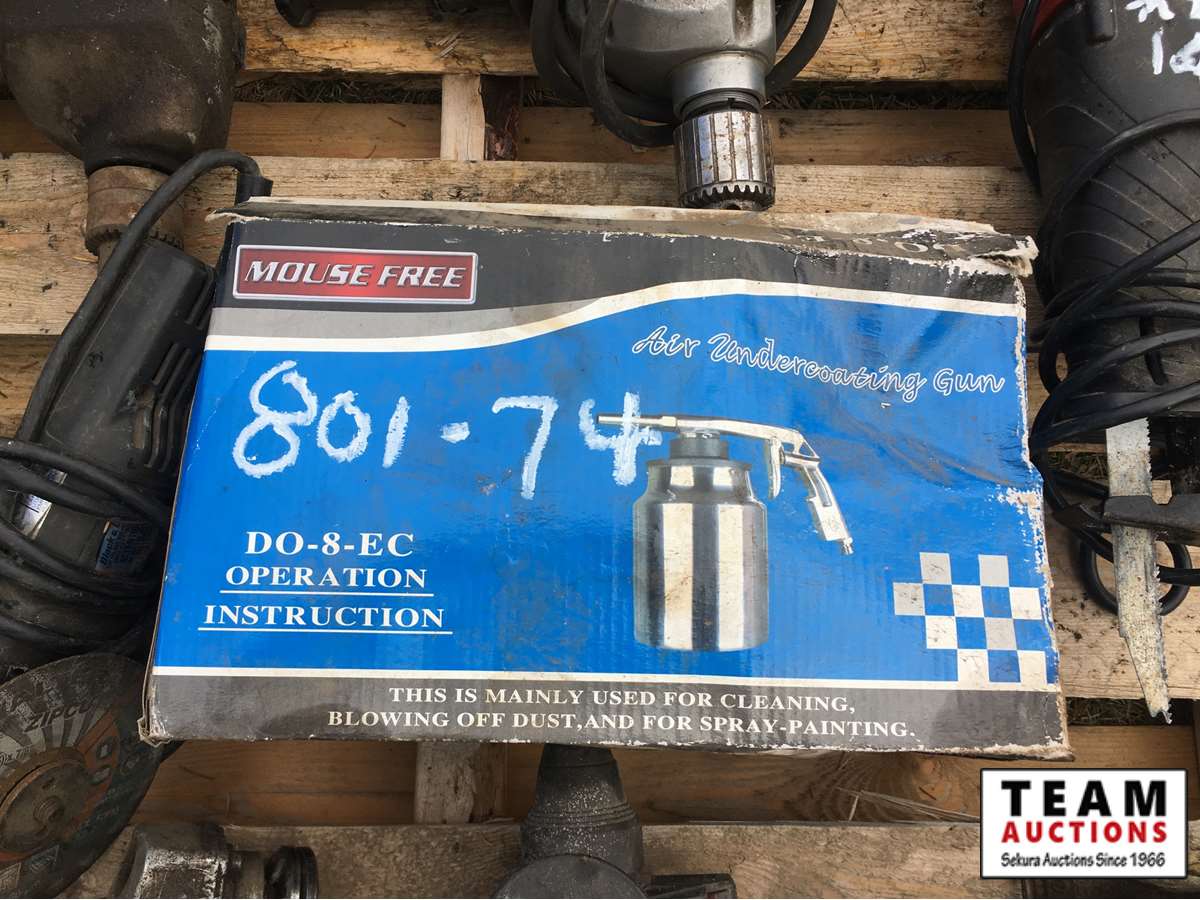 MOUSE FREE
Air Undercoating Gun
801-74
DO-8-EC
OPERATION
INSTRUCTION
THIS IS MAINLY USED FOR CLEANING,
BLOWING OFF DUST,AND FOR SPRAY-PAINTING.
ZIPCUT
TEAM
AUCTIONS
Sekura Auctions Since 1966